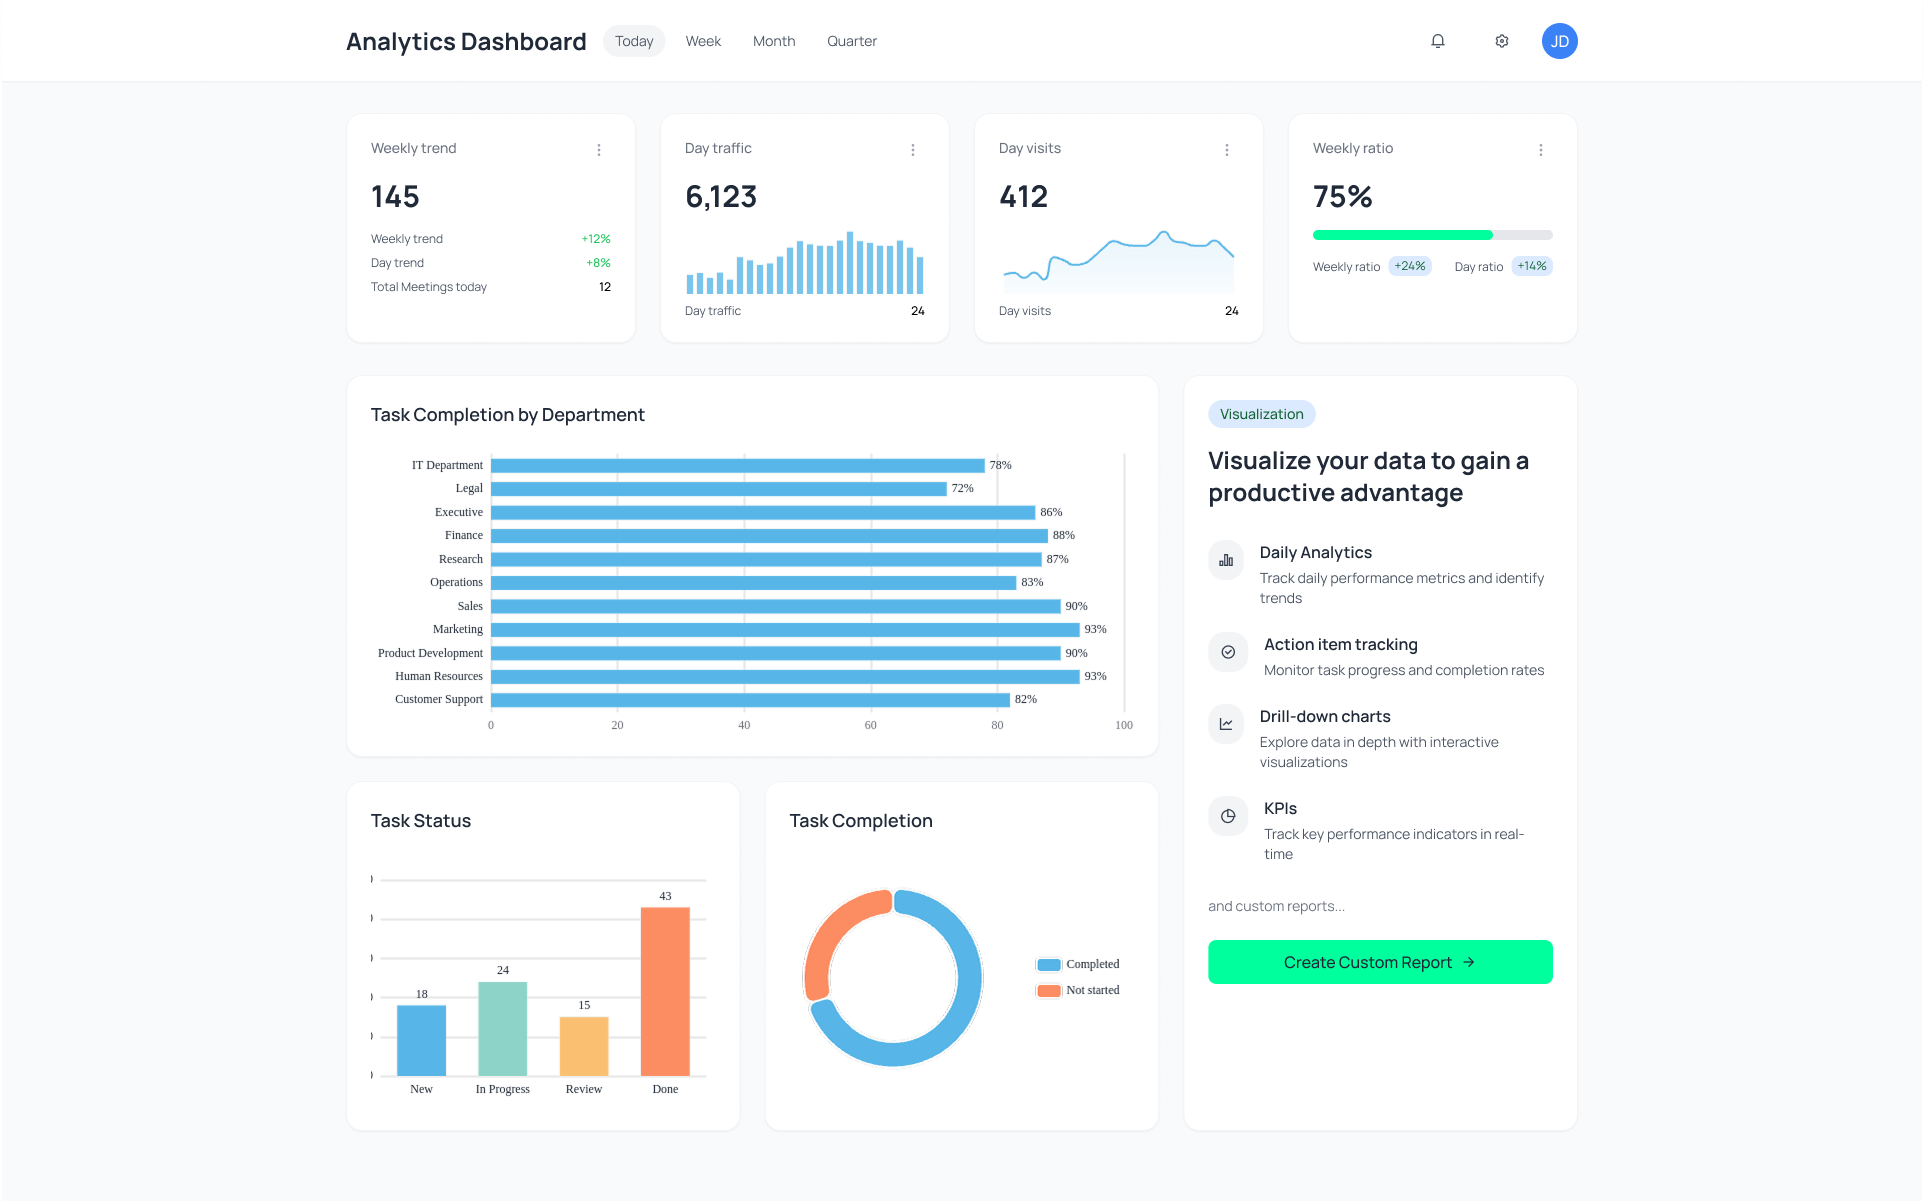 Analytics Dashboard
Today
Week
Month
Quarter
JD
Weekly trend
145
Weekly trend +12%
Day trend +8%
Total Meetings today 12
Day traffic
6,123
Day traffic 24
Day visits
412
Day visits 24
Weekly ratio
75%
Weekly ratio +24% Day ratio +14%
Task Completion by Department
IT Department 78%
Legal 72%
Executive 86%
Finance 88%
Research 87%
Operations 83%
Sales 90%
Marketing 93%
Product Development 90%
Human Resources 93%
Customer Support 82%
0 20 40 60 80 100
Visualization
Visualize your data to gain a
productive advantage
Daily Analytics
Track daily performance metrics and identify
trends
Action item tracking
Monitor task progress and completion rates
Drill-down charts
Explore data in depth with interactive
visualizations
KPIs
Track key performance indicators in real-
time
and custom reports...
Create Custom Report →
Task Status
18
24
15
43
New In Progress Review Done
Task Completion
Completed
Not started